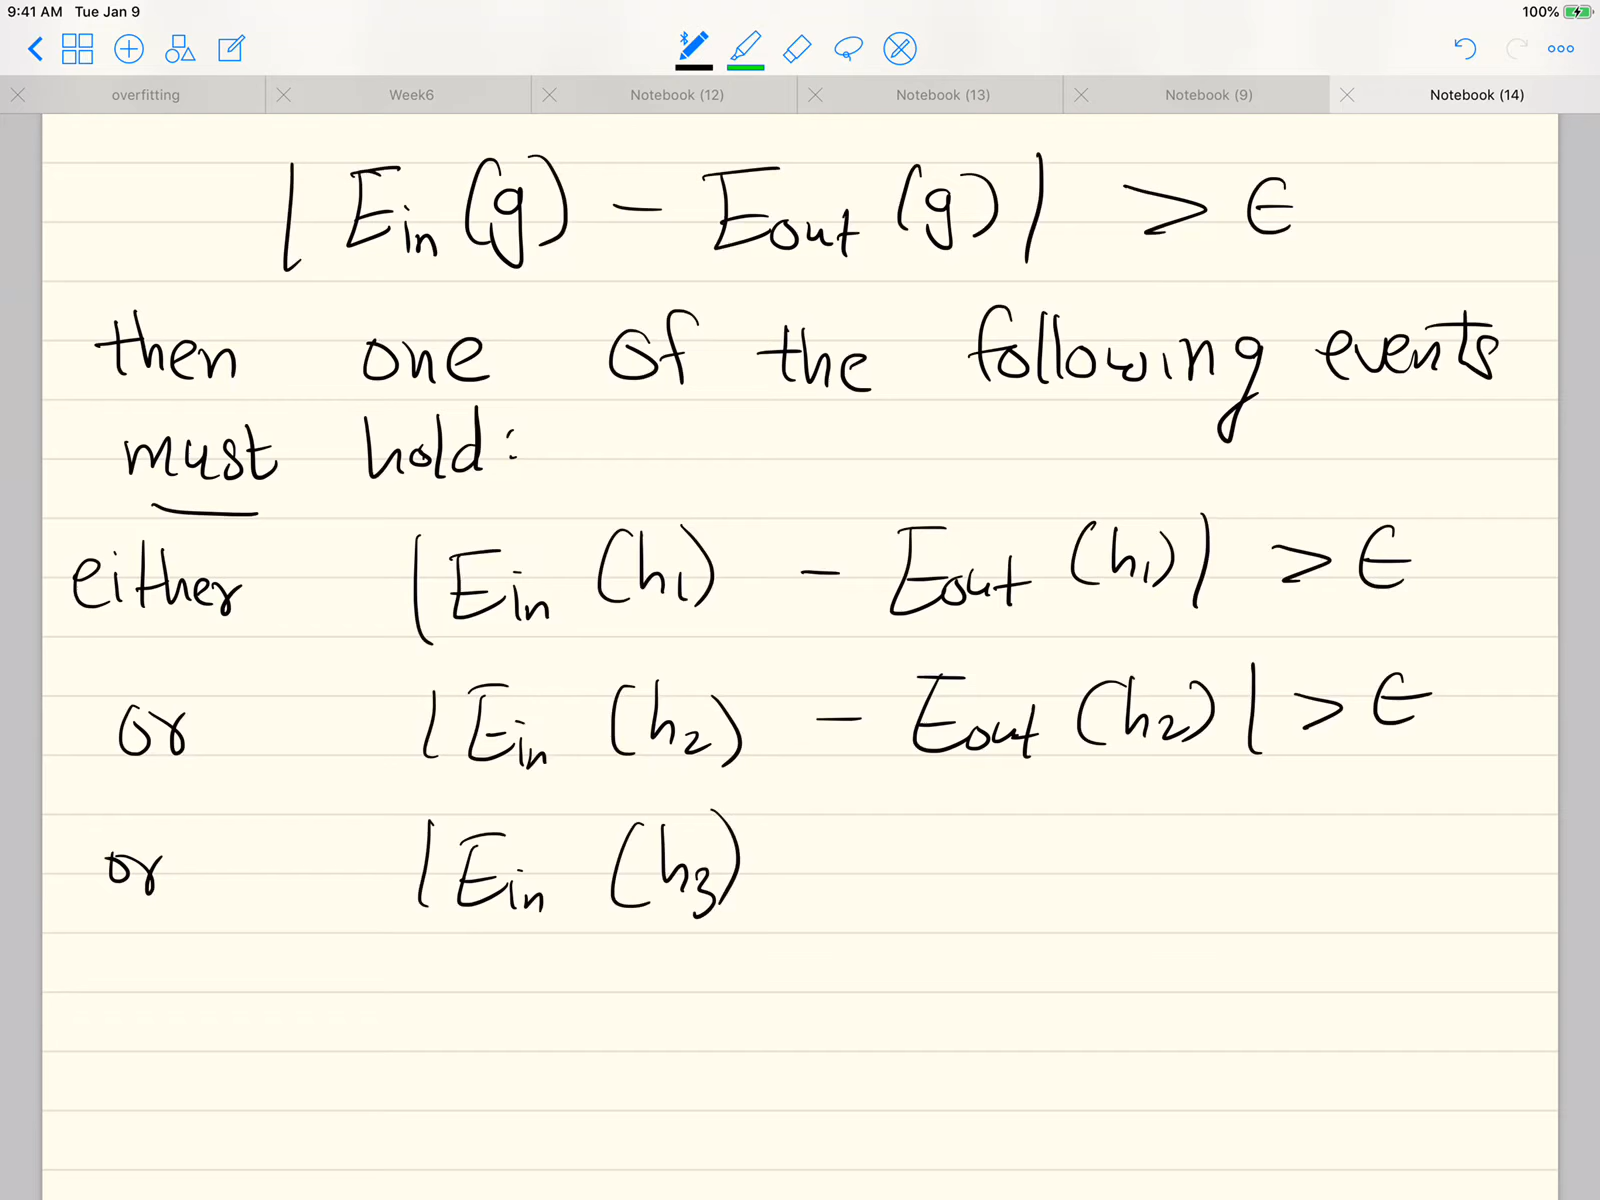 9:41 AM Tue Jan 9 100%
overfitting Week6 Notebook (12) Notebook (13) Notebook (9) Notebook (14)
| Ein (g) - Eout (g) | > ∈
then one of the following events
must hold:
either | Ein (h1) - Eout (h1) | > ∈
or | Ein (h2) - Eout (h2) | > ∈
or | Ein (h3)